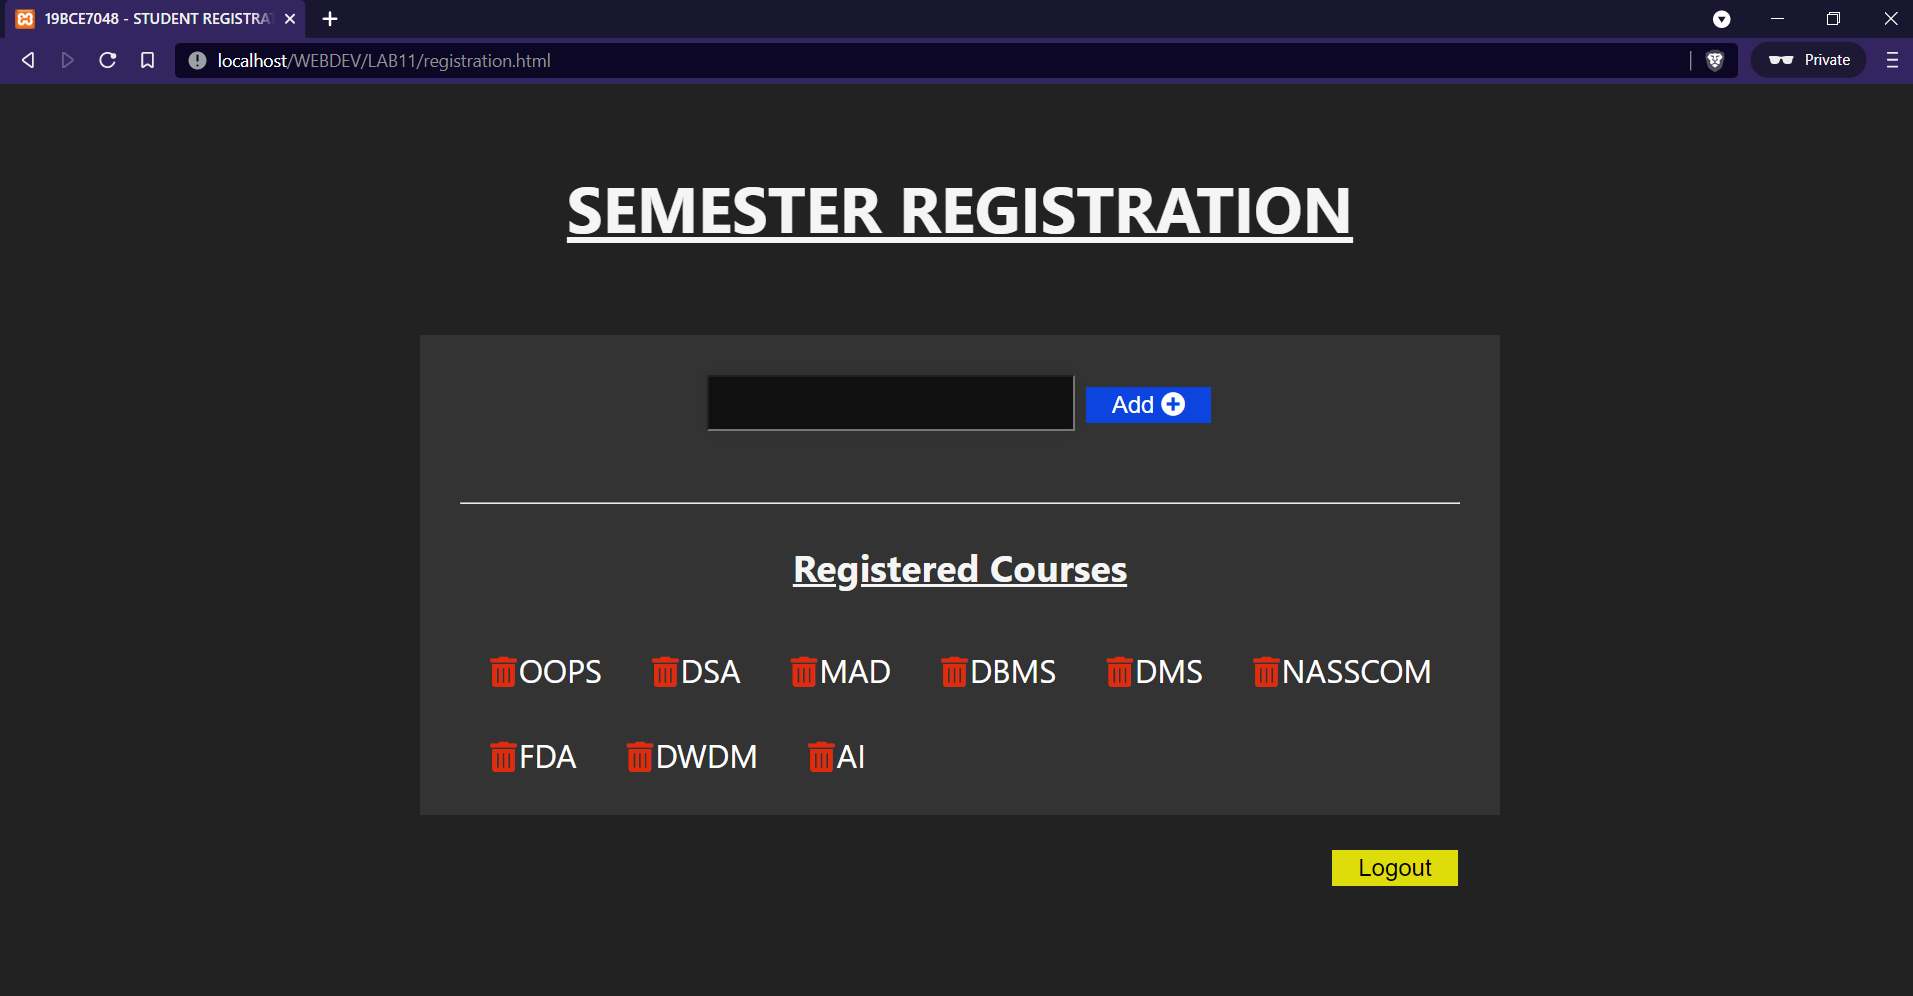 19BCE7048 - STUDENT REGISTRA
localhost/WEBDEV/LAB11/registration.html
Private
SEMESTER REGISTRATION
Add
Registered Courses
OOPS DSA MAD DBMS DMS NASSCOM
FDA DWDM AI
Logout